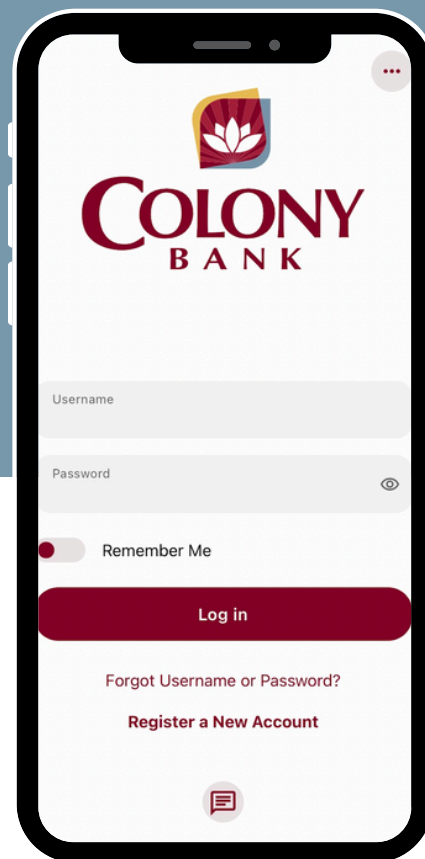 COLONY
BANK
Username
Password
Remember Me
Log in
Forgot Username or Password?
Register a New Account